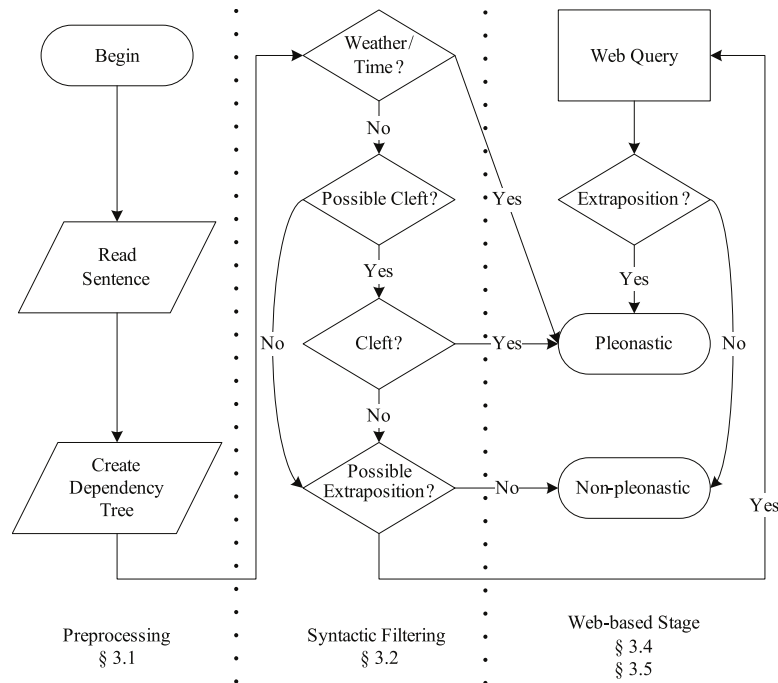 Begin
Read
Sentence
Create
Dependency
Tree
Preprocessing
§ 3.1
Weather/
Time ?
No
Yes
Possible Cleft?
Yes
No
Cleft?
Yes
No
Possible
Extraposition ?
No
Yes
Syntactic Filtering
§ 3.2
Web Query
Extraposition ?
Yes
No
Pleonastic
Non-pleonastic
Web-based Stage
§ 3.4
§ 3.5